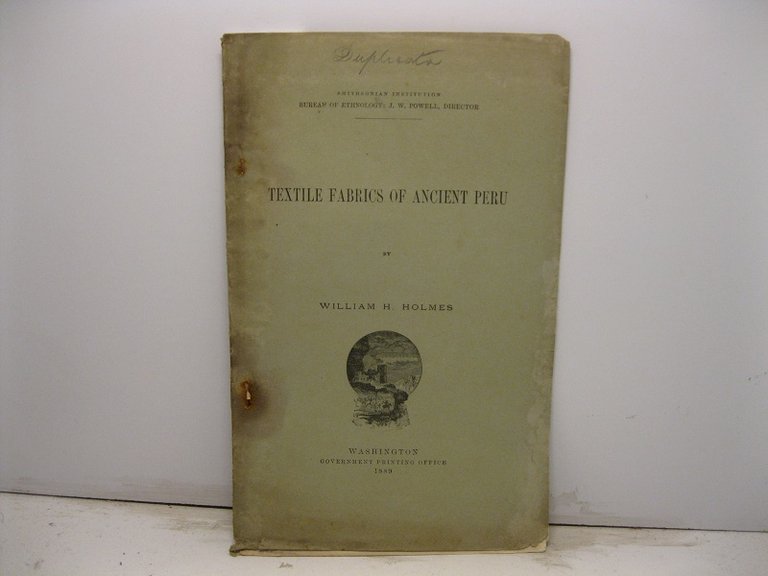 Duplicate
SMITHSONIAN INSTITUTION
BUREAU OF ETHNOLOGY: J. W. POWELL, DIRECTOR
TEXTILE FABRICS OF ANCIENT PERU
BY
WILLIAM H. HOLMES
WASHINGTON
GOVERNMENT PRINTING OFFICE
1889